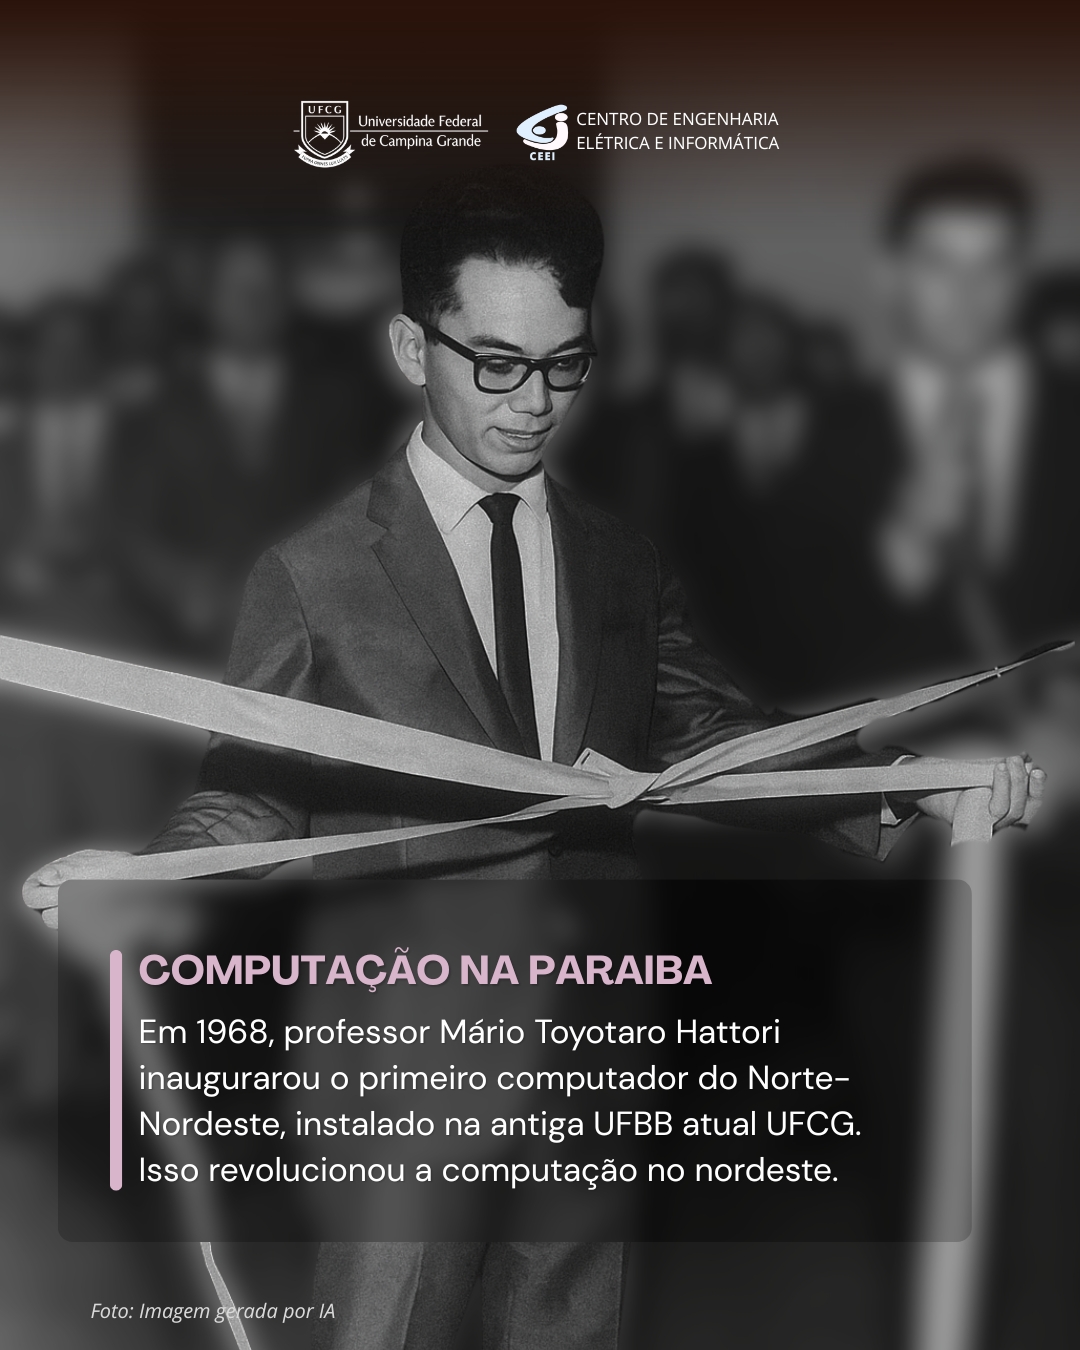 UFCG
Universidade Federal
de Campina Grande
CEEI
CENTRO DE ENGENHARIA
ELÉTRICA E INFORMÁTICA
COMPUTAÇÃO NA PARAIBA
Em 1968, professor Mário Toyotaro Hattori
inaugurarou o primeiro computador do Norte-
Nordeste, instalado na antiga UFBB atual UFCG.
Isso revolucionou a computação no nordeste.
Foto: Imagem gerada por IA